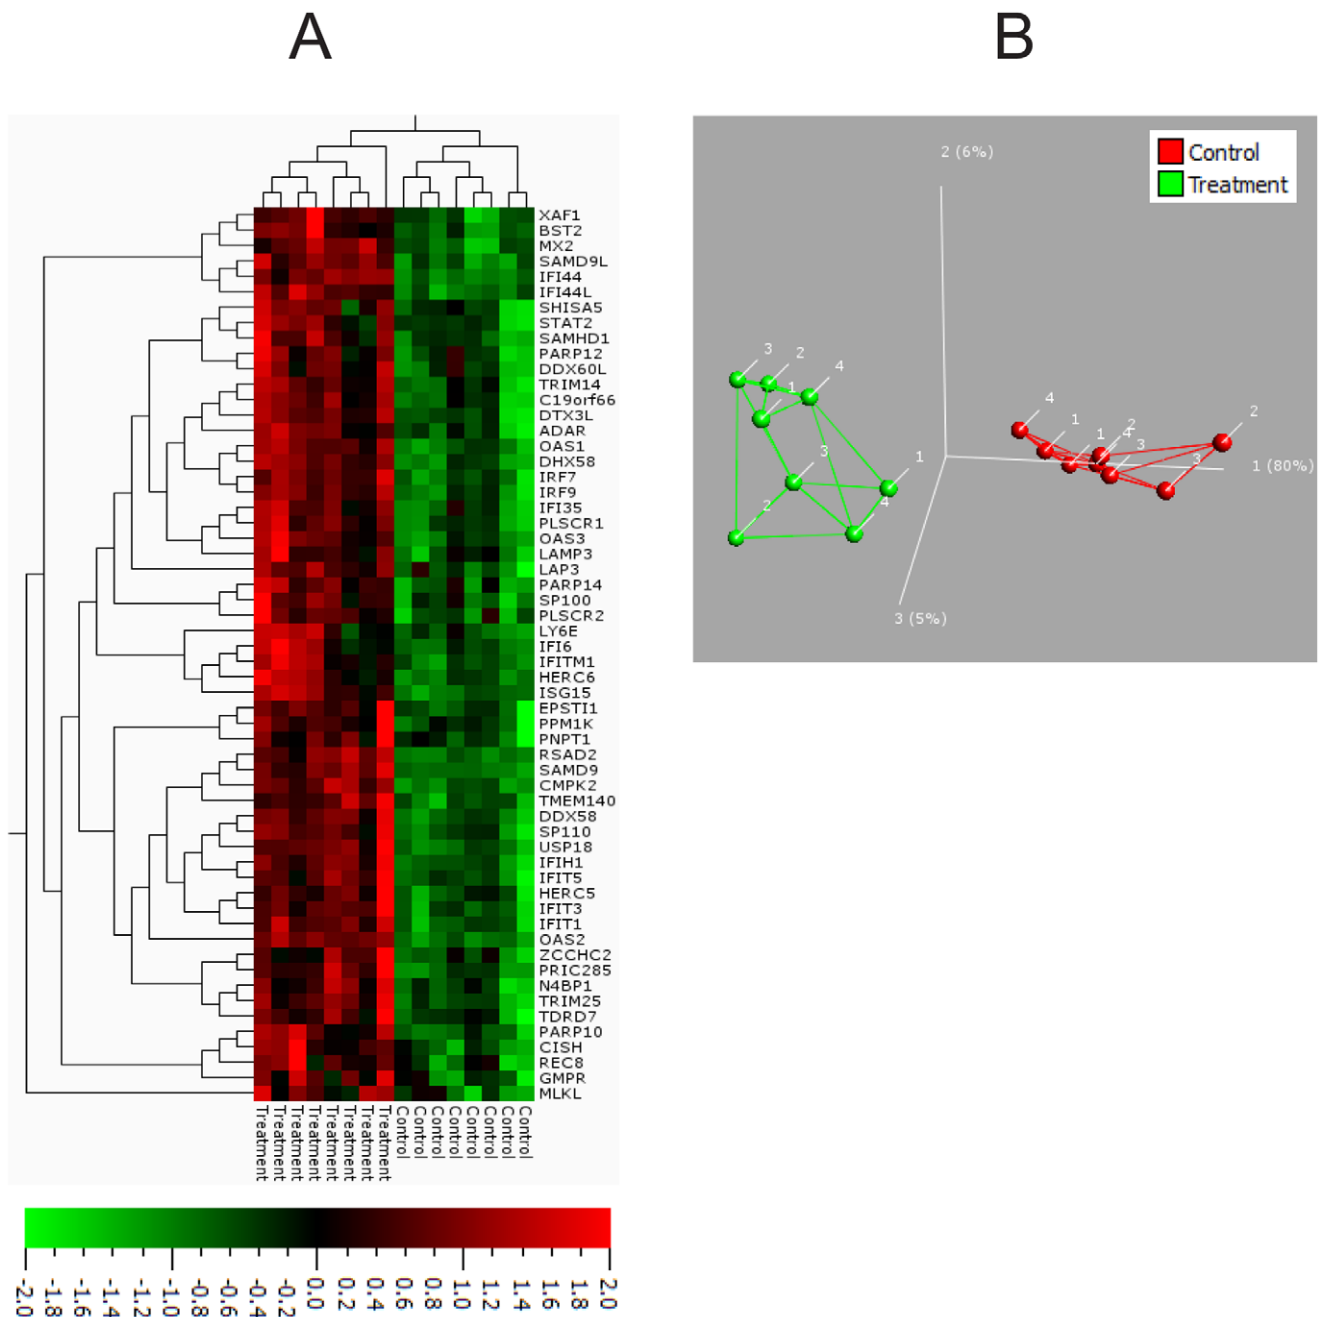 A
B
XAF1
BST2
MX2
SAMD9L
IFI44
IFI44L
SHISA5
STAT2
SAMHD1
PARP12
DDX60L
TRIM14
C19orf66
DTX3L
ADAR
OAS1
DHX58
IRF7
IRF9
IFI35
PLSCR1
OAS3
LAMP3
LAP3
PARP14
SP100
PLSCR2
LY6E
IFI6
IFITM1
HERC6
ISG15
EPSTI1
PPM1K
PNPT1
RSAD2
SAMD9
CMPK2
TMEM140
DDX58
SP110
USP18
IFIH1
IFIT5
HERC5
IFIT3
IFIT1
OAS2
ZCCHC2
PRIC285
N4BP1
TRIM25
TDRD7
PARP10
CISH
REC8
GMPR
MLKL
Treatment
Treatment
Treatment
Treatment
Treatment
Treatment
Treatment
Treatment
Control
Control
Control
Control
Control
Control
Control
Control
-2.0
-1.8
-1.6
-1.4
-1.2
-1.0
-0.8
-0.6
-0.4
-0.2
0.0
0.2
0.4
0.6
0.8
1.0
1.2
1.4
1.6
1.8
2.0
Control
Treatment
2 (6%)
1 (80%)
3 (5%)
3
2
4
1
3
1
2
4
4
1
1
2
4
3
2
3